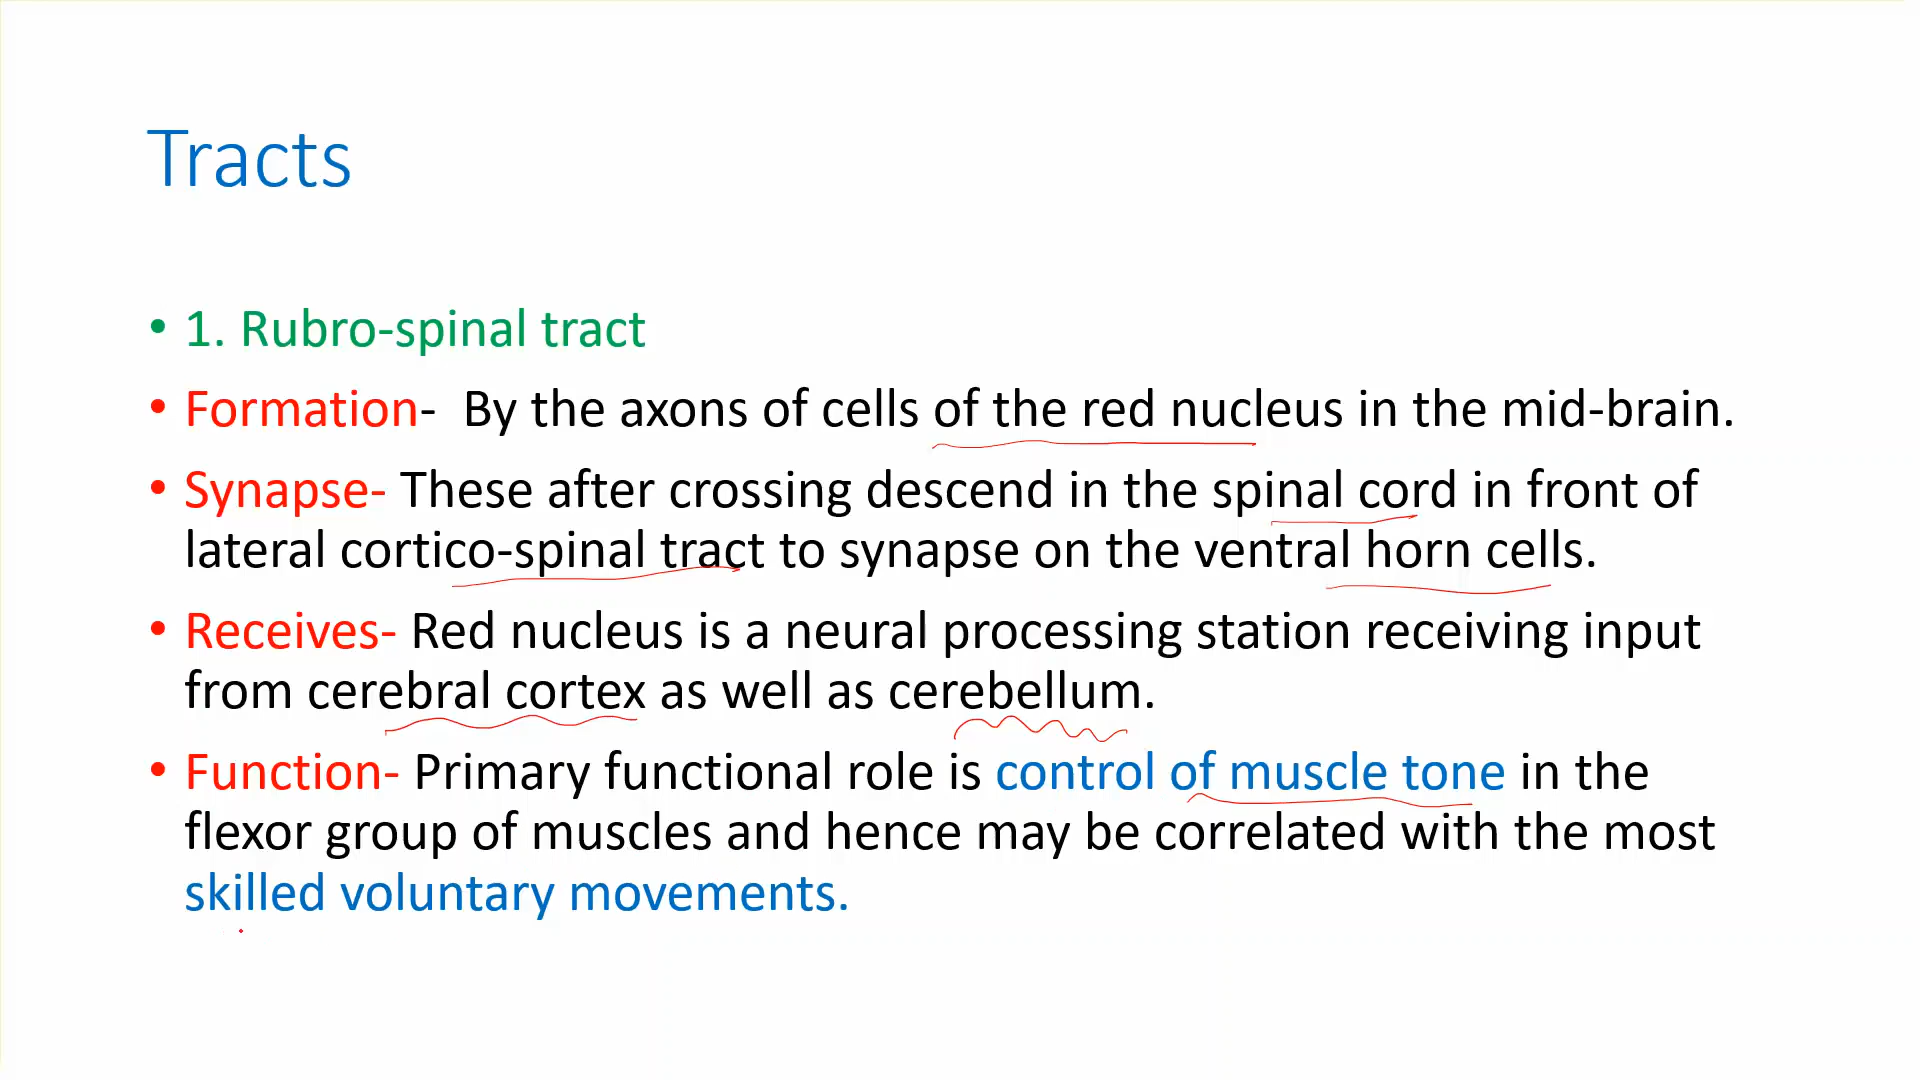 Tracts
• 1. Rubro-spinal tract
• Formation- By the axons of cells of the red nucleus in the mid-brain.
• Synapse- These after crossing descend in the spinal cord in front of
lateral cortico-spinal tract to synapse on the ventral horn cells.
• Receives- Red nucleus is a neural processing station receiving input
from cerebral cortex as well as cerebellum.
• Function- Primary functional role is control of muscle tone in the
flexor group of muscles and hence may be correlated with the most
skilled voluntary movements.